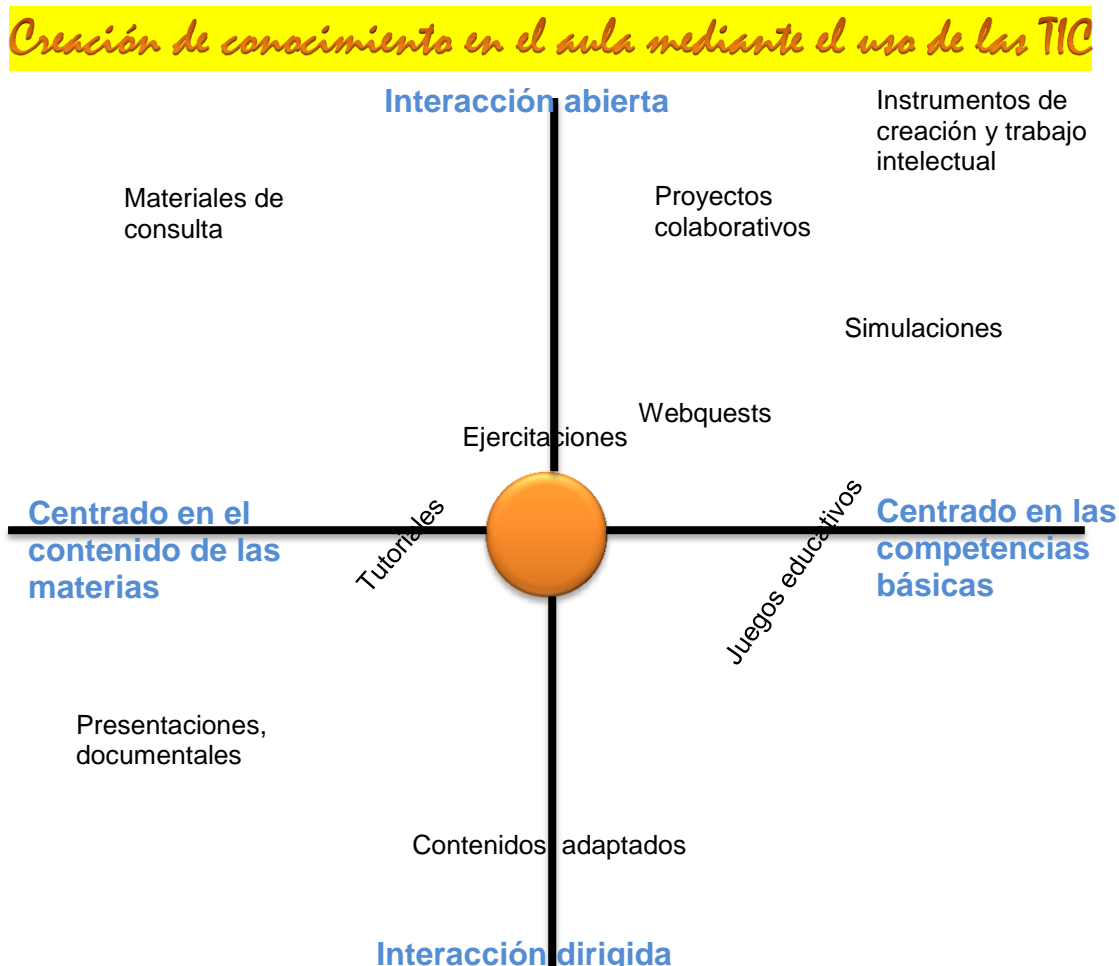 Creación de conocimiento en el aula mediante el uso de las TIC
Interacción abierta
Instrumentos de
creación y trabajo
intelectual
Materiales de
consulta
Proyectos
colaborativos
Simulaciones
Webquests
Ejercitaciones
Centrado en el
contenido de las
materias
Tutoriales
Juegos educativos
Centrado en las
competencias
básicas
Presentaciones,
documentales
Contenidos adaptados
Interacción dirigida